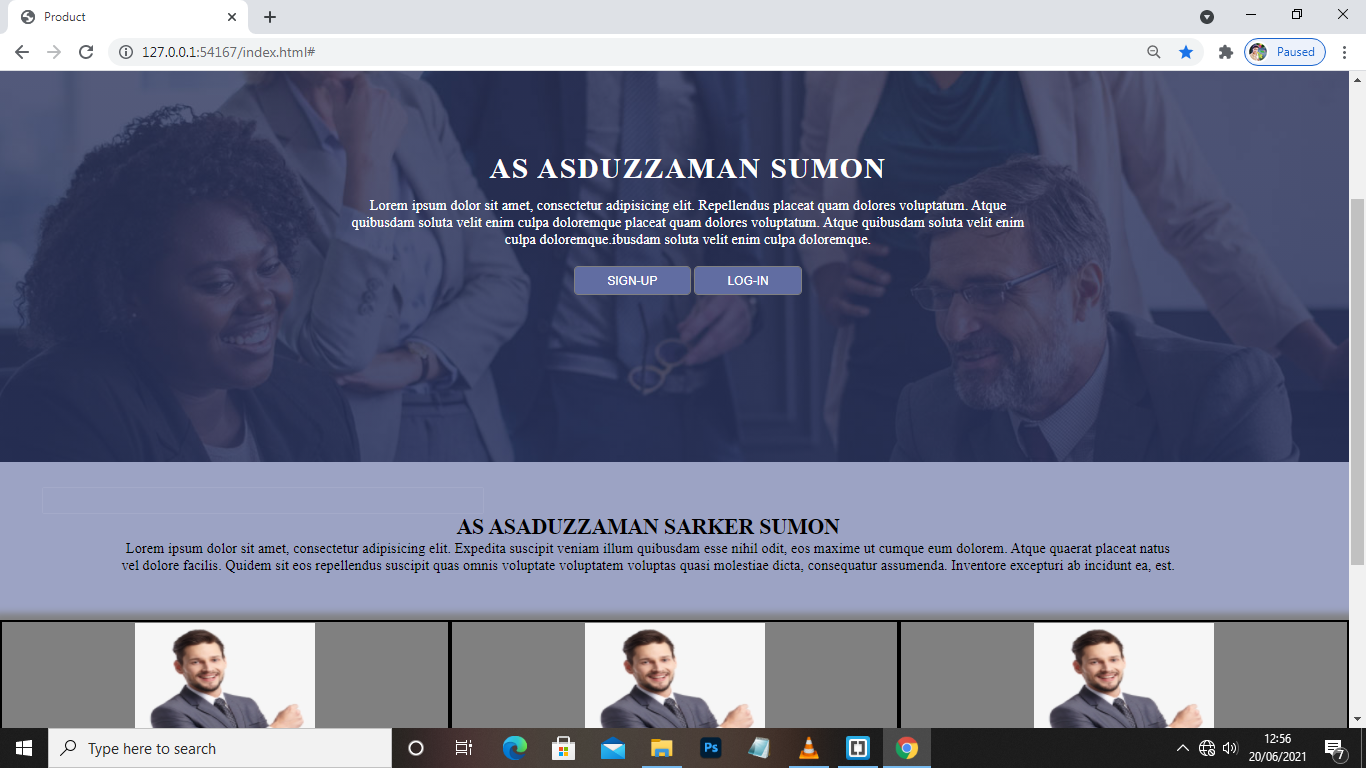 Product
127.0.0.1:54167/index.html#
Paused
AS ASDUZZAMAN SUMON
Lorem ipsum dolor sit amet, consectetur adipisicing elit. Repellendus placeat quam dolores voluptatum. Atque
quibusdam soluta velit enim culpa doloremque placeat quam dolores voluptatum. Atque quibusdam soluta velit enim
culpa doloremque.ibusdam soluta velit enim culpa doloremque.
SIGN-UP LOG-IN
AS ASADUZZAMAN SARKER SUMON
Lorem ipsum dolor sit amet, consectetur adipisicing elit. Expedita suscipit veniam illum quibusdam esse nihil odit, eos maxime ut cumque eum dolorem. Atque quaerat placeat natus
vel dolore facilis. Quidem sit eos repellendus suscipit quas omnis voluptate voluptatem voluptas quasi molestiae dicta, consequatur assumenda. Inventore excepturi ab incidunt ea, est.
Type here to search
Ps
12:56
20/06/2021
7